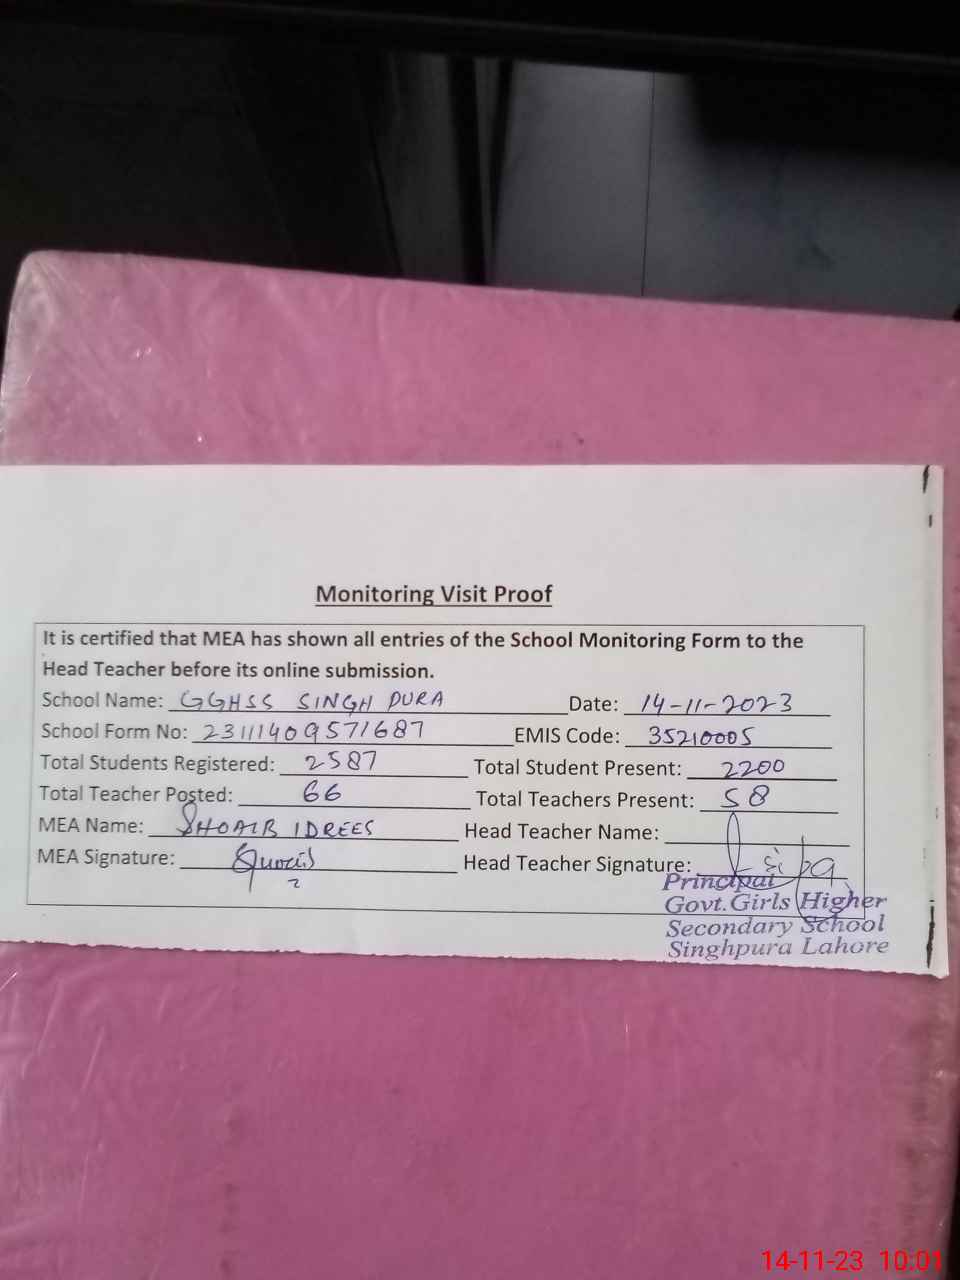 Monitoring Visit Proof
It is certified that MEA has shown all entries of the School Monitoring Form to the
Head Teacher before its online submission.
School Name: GGHSS SINGH PURA Date: 14-11-2023
School Form No: 23111409571687 EMIS Code: 35210005
Total Students Registered: 2587 Total Student Present: 2200
Total Teacher Posted: 66 Total Teachers Present: 58
MEA Name: SHOAIB IDREES Head Teacher Name:
MEA Signature: Head Teacher Signature:
Principal
Govt. Girls Higher
Secondary School
Singhpura Lahore
14-11-23 10:01